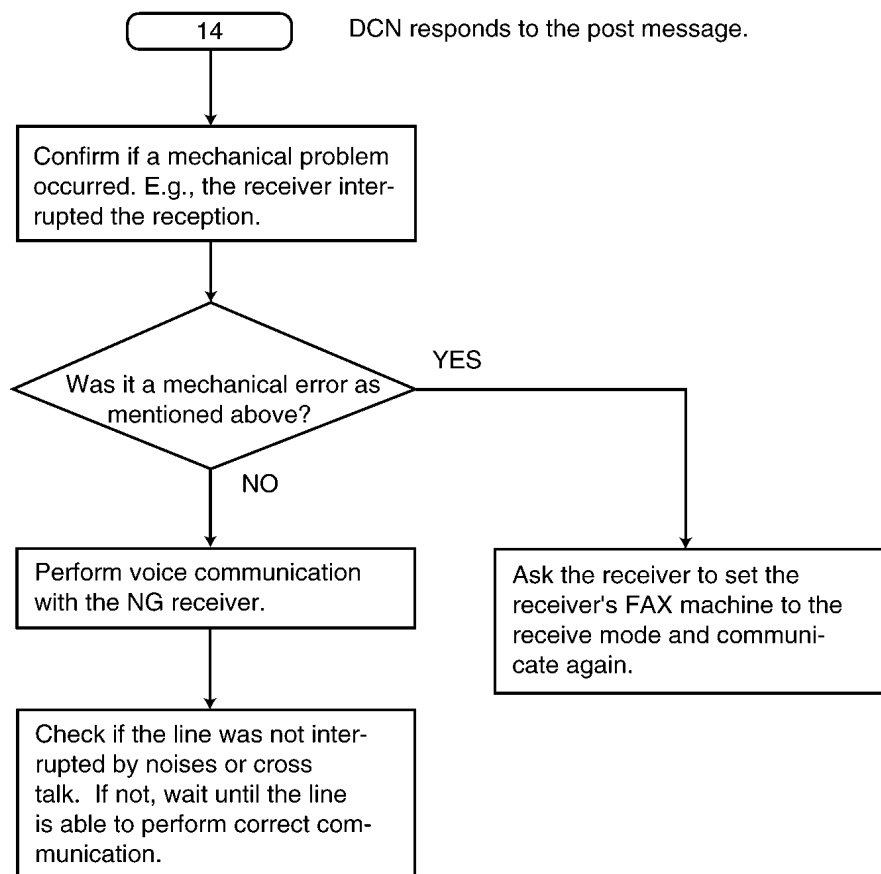 14
DCN responds to the post message.
Confirm if a mechanical problem
occurred. E.g., the receiver inter-
rupted the reception.
Was it a mechanical error as
mentioned above?
YES
NO
Perform voice communication
with the NG receiver.
Ask the receiver to set the
receiver's FAX machine to the
receive mode and communi-
cate again.
Check if the line was not inter-
rupted by noises or cross
talk.  If not, wait until the line
is able to perform correct com-
munication.